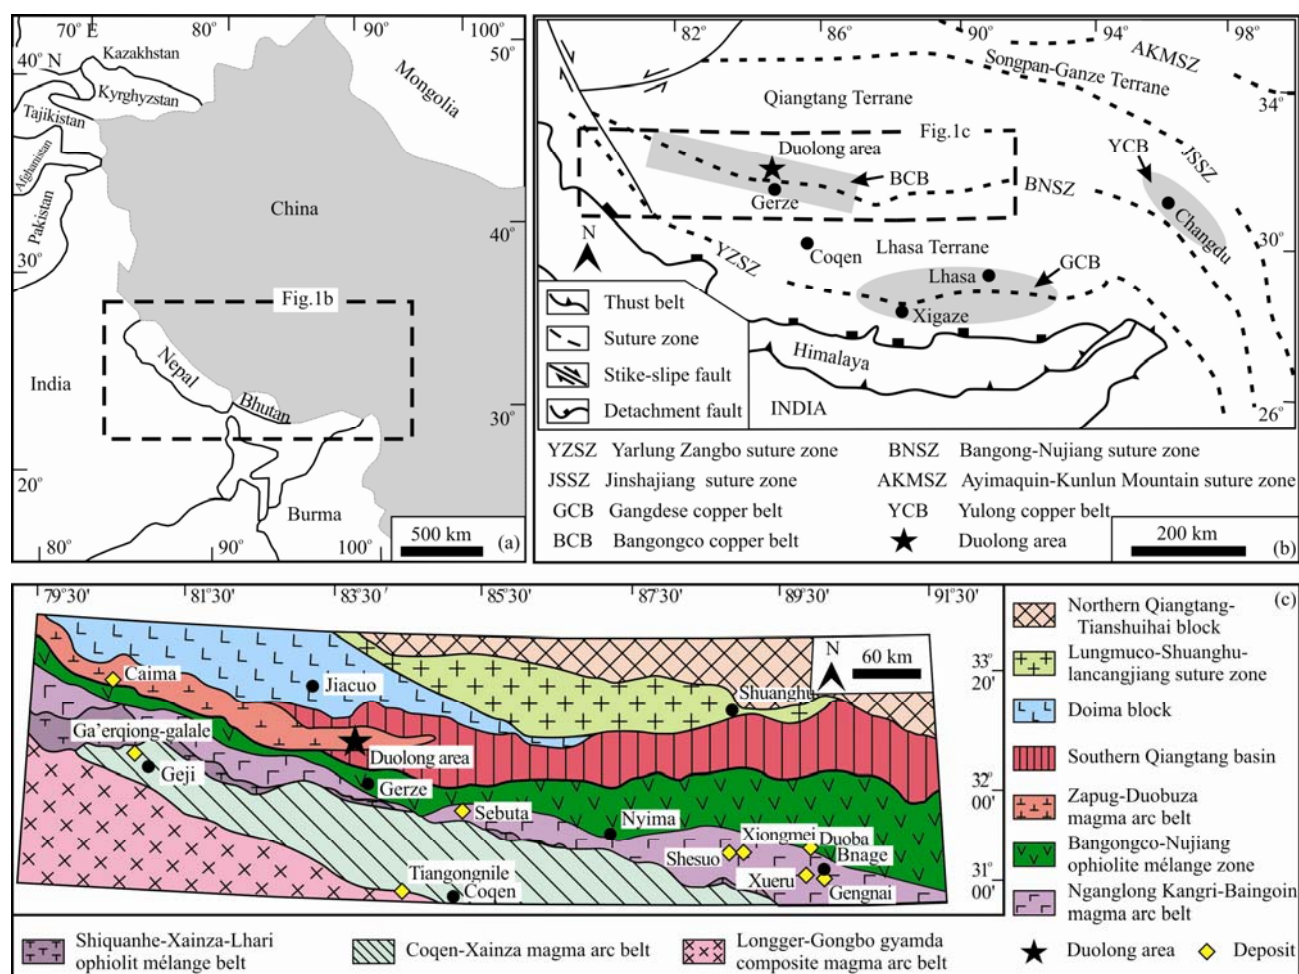 70° E
80°
90°
100°
50°
40° N
Kazakhstan
Kyrghyzstan
Mongolia
Tajikistan
Afghanistan
Pakistan
China
40°
30°
Fig.1b
India
Nepal
Bhutan
30°
20°
Burma
500 km
(a)
80°
90°
100°
82°
86°
90°
94°
98°
AKMSZ
Songpan-Ganze Terrane
34°
Qiangtang Terrane
Fig.1c
YCB
JSSZ
Duolong area
BCB
BNSZ
Gerze
Changdu
N
YZSZ
Coqen
Lhasa Terrane
30°
GCB
Lhasa
Xigaze
Thust belt
Suture zone
Himalaya
Stike-slipe fault
Detachment fault
INDIA
26°
YZSZ Yarlung Zangbo suture zone
BNSZ Bangong-Nujiang suture zone
JSSZ Jinshajiang suture zone
AKMSZ Ayimaquin-Kunlun Mountain suture zone
GCB Gangdese copper belt
YCB Yulong copper belt
BCB Bangongco copper belt
Duolong area
200 km
(b)
79°30'
81°30'
83°30'
85°30'
87°30'
89°30'
91°30'
(c)
N
60 km
33°
20'
Caima
Jiacuo
Shuanghu
Ga'erqiong-galale
Duolong area
Geji
Gerze
32°
00'
Sebuta
Nyima
Xiongmei
Duoba
Shesuo
Bnage
Tiangongnile
Xueru
31°
00'
Coqen
Gengnai
Northern Qiangtang-
Tianshuihai block
Lungmuco-Shuanghu-
lancangjiang suture zone
Doima block
Southern Qiangtang basin
Zapug-Duobuza
magma arc belt
Bangongco-Nujiang
ophiolite mélange zone
Nganglong Kangri-Baingoin
magma arc belt
Shiquanhe-Xainza-Lhari
ophiolit mélange belt
Coqen-Xainza magma arc belt
Longger-Gongbo gyamda
composite magma arc belt
Duolong area
Deposit